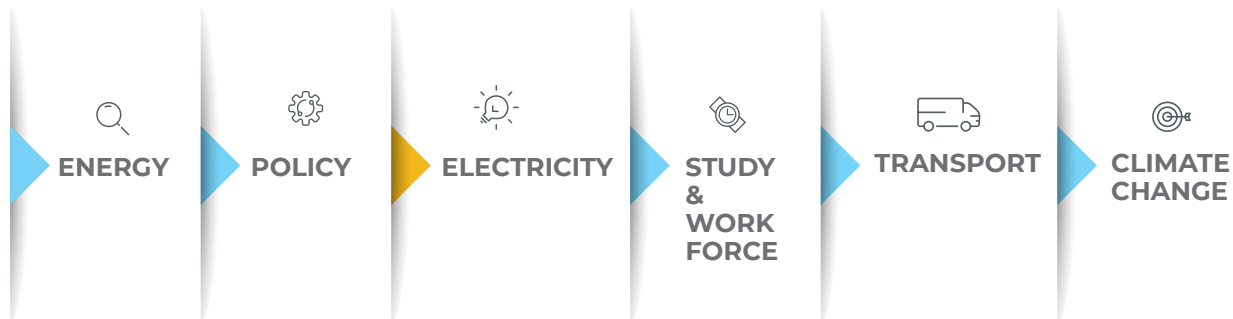 ENERGY
POLICY
ELECTRICITY
STUDY
&
WORK
FORCE
TRANSPORT
CLIMATE
CHANGE